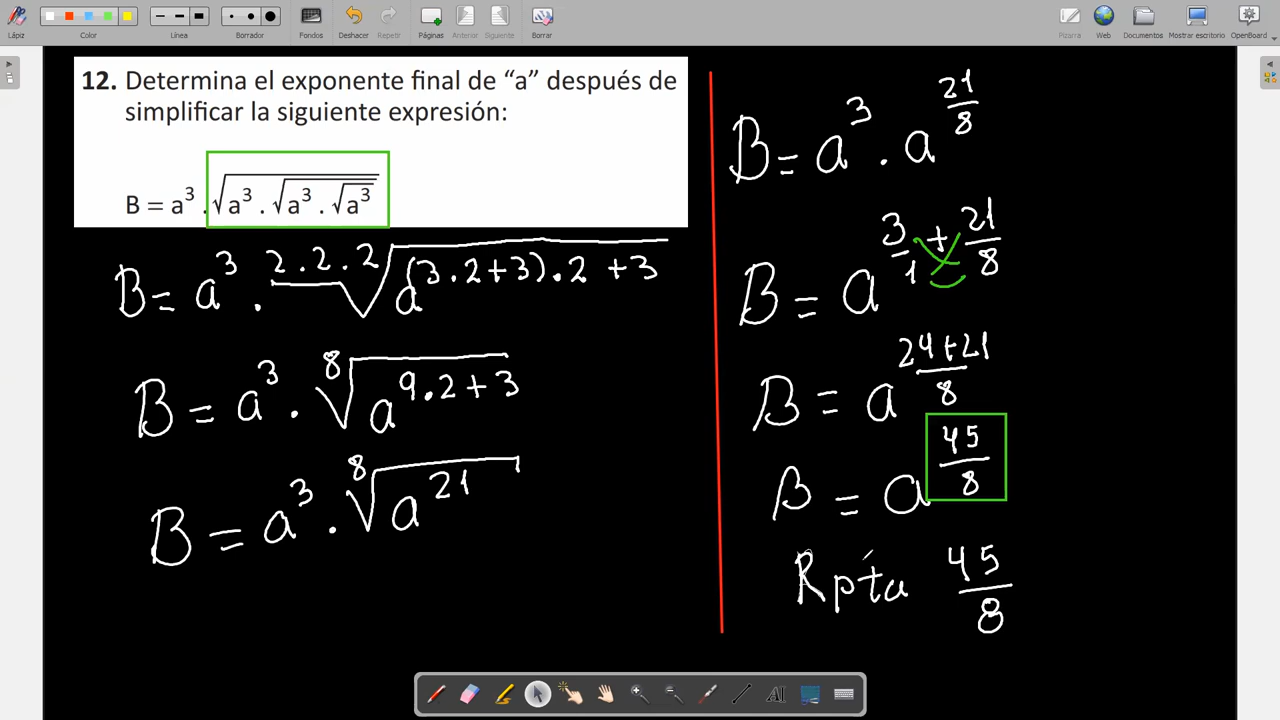 Lápiz Color Línea Borrador Fondos Deshacer Repetir Páginas Anterior Siguiente Borrar Pizarra Web Documentos Mostrar escritorio OpenBoard
12. Determina el exponente final de “a” después de
simplificar la siguiente expresión:
B = a³ . √(a³ . √(a³ . √(a³)))
B = a³ . ²·²·²√(a^((3.2+3).2+3))
B = a³ . ⁸√(a^(9.2+3))
B = a³ . ⁸√(a²¹)
B = a³ . a^(21/8)
B = a^(3/1 + 21/8)
B = a^((24+21)/8)
B = a^(45/8)
Rpta 45/8
AI